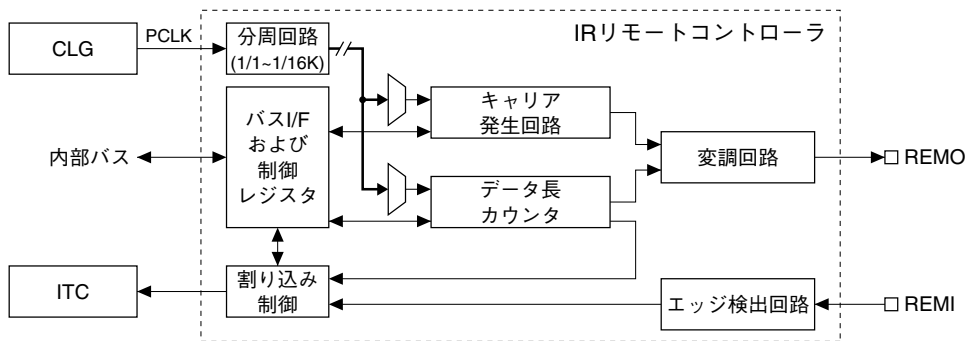 IRリモートコントローラ
CLG
PCLK
分周回路
(1/1~1/16K)
キャリア
発生回路
バスI/F
および
制御
レジスタ
内部バス
変調回路
REMO
データ長
カウンタ
ITC
割り込み
制御
エッジ検出回路
REMI